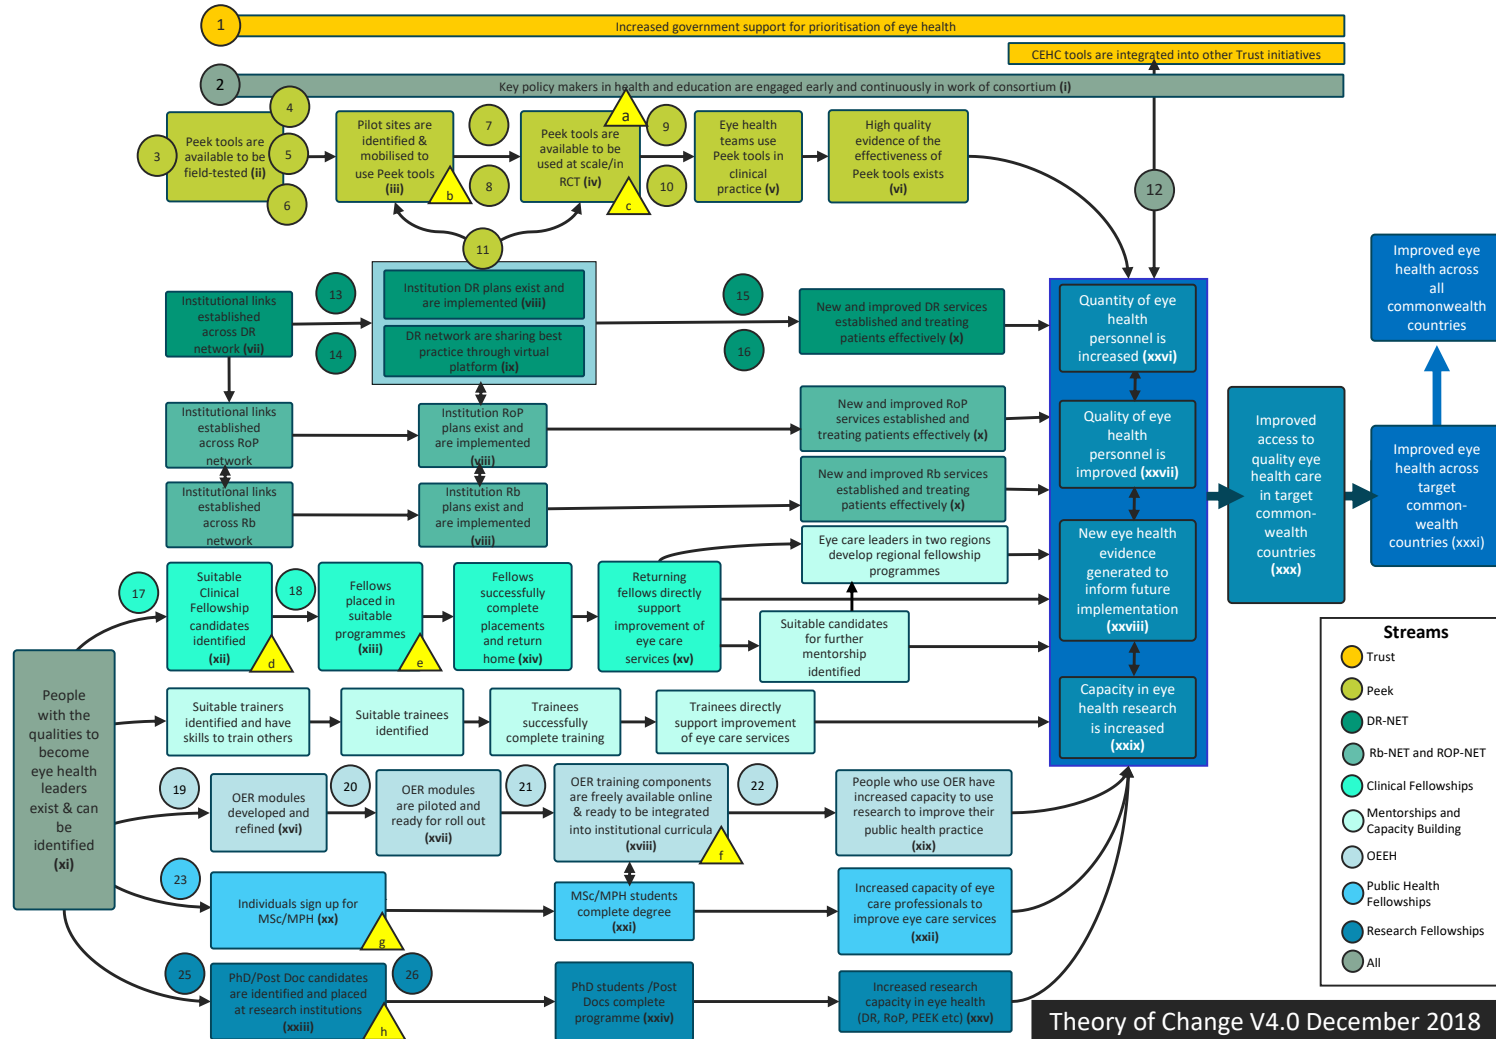 1
Increased government support for prioritisation of eye health
CEHC tools are integrated into other Trust initiatives
2
Key policy makers in health and education are engaged early and continuously in work of consortium (i)
3
4
5
6
Peek tools are
available to be
field-tested (ii)
Pilot sites are
identified &
mobilised to
use Peek tools
(iii)
b
7
8
Peek tools are
available to be
used at scale/in
RCT (iv)
a
c
9
10
Eye health
teams use
Peek tools in
clinical
practice (v)
High quality
evidence of the
effectiveness of
Peek tools exists
(vi)
12
11
Institutional links
established
across DR
network (vii)
13
14
Institution DR plans exist and
are implemented (viii)
DR network are sharing best
practice through virtual
platform (ix)
15
16
New and improved DR services
established and treating
patients effectively (x)
Institutional links
established
across RoP
network
Institution RoP
plans exist and
are implemented
(viii)
New and improved RoP
services established and
treating patients effectively (x)
Institutional links
established
across Rb
network
Institution Rb
plans exist and
are implemented
(viii)
New and improved Rb services
established and treating
patients effectively (x)
Eye care leaders in two regions
develop regional fellowship
programmes
17
Suitable
Clinical
Fellowship
candidates
identified
(xii)
d
18
Fellows
placed in
suitable
programmes
(xiii)
e
Fellows
successfully
complete
placements
and return
home (xiv)
Returning
fellows directly
support
improvement of
eye care
services (xv)
Suitable candidates
for further
mentorship
identified
People
with the
qualities to
become
eye health
leaders
exist & can
be
identified
(xi)
Suitable trainers
identified and have
skills to train others
Suitable trainees
identified
Trainees
successfully
complete training
Trainees directly
support improvement
of eye care services
19
OER modules
developed and
refined (xvi)
20
OER modules
are piloted and
ready for roll out
(xvii)
21
OER training components
are freely available online
& ready to be integrated
into institutional curricula
(xviii)
f
22
People who use OER have
increased capacity to use
research to improve their
public health practice
(xix)
23
Individuals sign up for
MSc/MPH (xx)
g
MSc/MPH students
complete degree
(xxi)
Increased capacity of eye
care professionals to
improve eye care services
(xxii)
25
PhD/Post Doc candidates
are identified and placed
at research institutions
(xxiii)
h
26
PhD students /Post
Docs complete
programme (xxiv)
Increased research
capacity in eye health
(DR, RoP, PEEK etc) (xxv)
Quantity of eye
health
personnel is
increased (xxvi)
Quality of eye
health
personnel is
improved (xxvii)
New eye health
evidence
generated to
inform future
implementation
(xxviii)
Capacity in eye
health research
is increased
(xxix)
Improved
access to
quality eye
health care
in target
common-
wealth
countries
(xxx)
Improved eye
health across
all
commonwealth
countries
Improved eye
health across
target
common-
wealth
countries (xxxi)
Streams
Trust
Peek
DR-NET
Rb-NET and ROP-NET
Clinical Fellowships
Mentorships and
Capacity Building
OEEH
Public Health
Fellowships
Research Fellowships
All
Theory of Change V4.0 December 2018